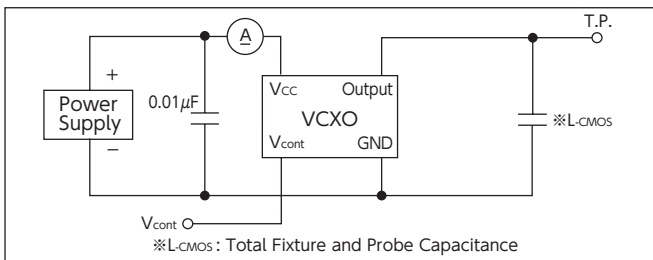 T.P.
A
+
Power
Supply
−
0.01μF
VCC Output
VCXO
Vcont GND
※L-CMOS
Vcont
※L-CMOS : Total Fixture and Probe Capacitance